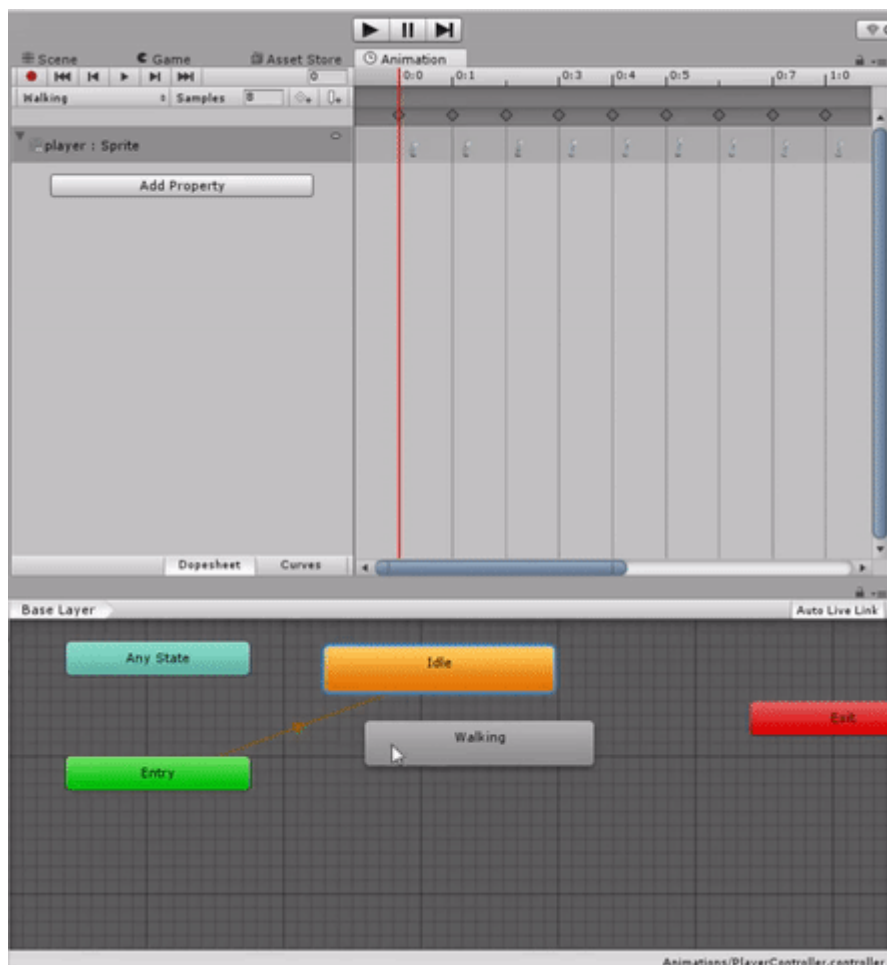 Scene Game Asset Store Animation
0 0:0 0:1 0:3 0:4 0:5 0:7 1:0
Walking Samples 8
player : Sprite
Add Property
Dopesheet Curves
Base Layer Auto Live Link
Any State
Idle
Exit
Walking
Entry
Animations/PlayerController.controller